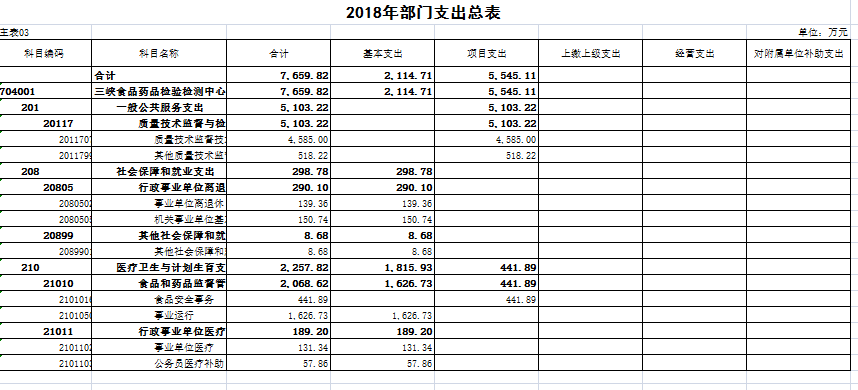 2018年部门支出总表
主表03 单位：万元
科目编码 科目名称 合计 基本支出 项目支出 上缴上级支出 经营支出 对附属单位补助支出
合计 7,659.82 2,114.71 5,545.11
704001 三峡食品药品检验检测中心 7,659.82 2,114.71 5,545.11
201 一般公共服务支出 5,103.22 5,103.22
20117 质量技术监督与检 5,103.22 5,103.22
201170 质量技术监督技 4,585.00 4,585.00
2011799 其他质量技术监 518.22 518.22
208 社会保障和就业支出 298.78 298.78
20805 行政事业单位离退 290.10 290.10
2080502 事业单位离退休 139.36 139.36
208050 机关事业单位基 150.74 150.74
20899 其他社会保障和就 8.68 8.68
208990 其他社会保障和 8.68 8.68
210 医疗卫生与计划生育支 2,257.82 1,815.93 441.89
21010 食品和药品监督管 2,068.62 1,626.73 441.89
2101016 食品安全事务 441.89 441.89
2101050 事业运行 1,626.73 1,626.73
21011 行政事业单位医疗 189.20 189.20
2101102 事业单位医疗 131.34 131.34
210110 公务员医疗补助 57.86 57.86